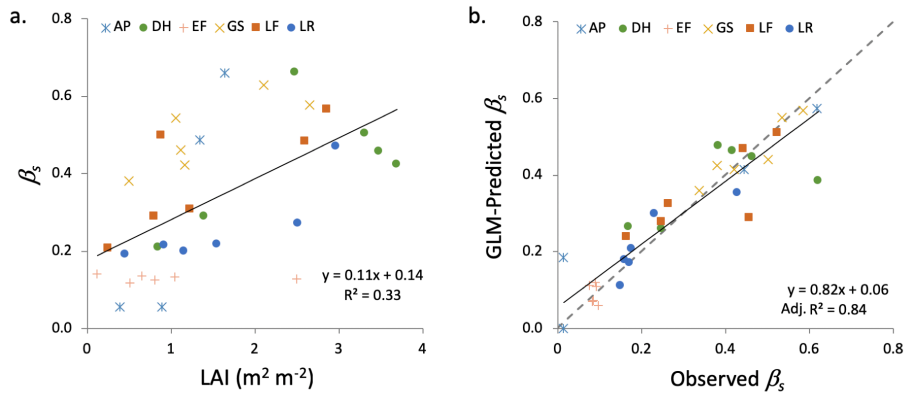 a.
AP DH EF GS LF LR
0.8
0.6
0.4
0.2
0.0
βs
y = 0.11x + 0.14
R² = 0.33
0 1 2 3 4
LAI (m² m⁻²)
b.
AP DH EF GS LF LR
0.8
0.6
0.4
0.2
0.0
GLM-Predicted βs
y = 0.82x + 0.06
Adj. R² = 0.84
0.0 0.2 0.4 0.6 0.8
Observed βs